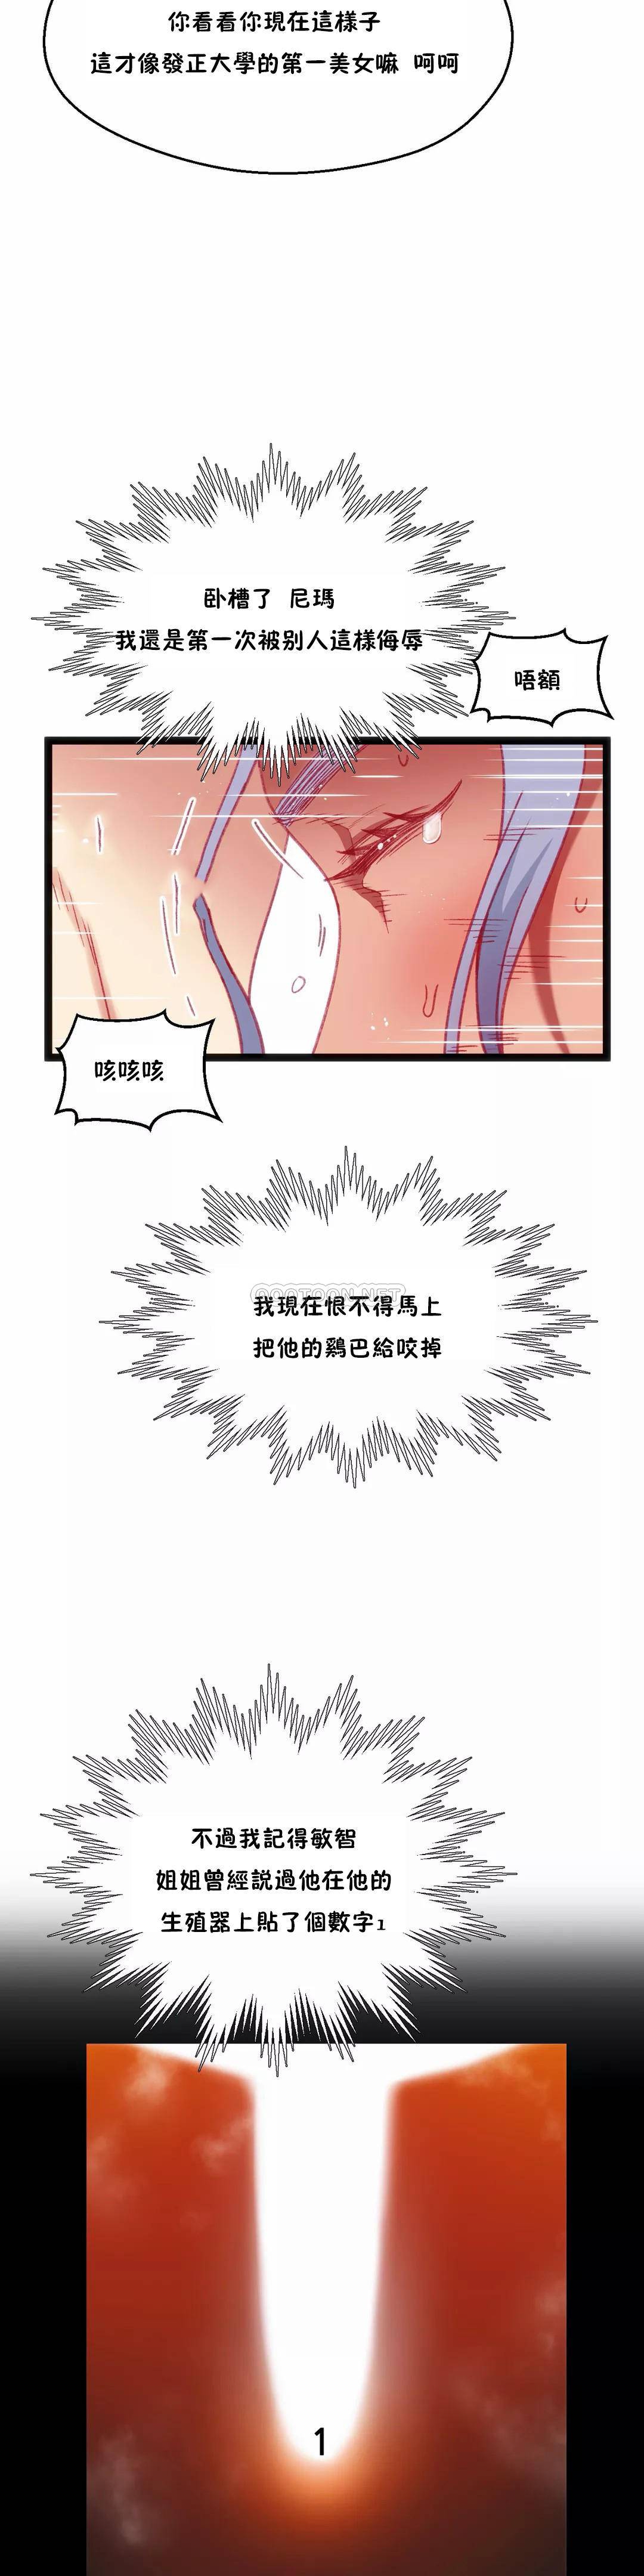 你看看你現在這樣子
這才像發正大學的第一美女嘛 呵呵
卧槽了 尼瑪
我還是第一次被别人這樣侮辱
唔額
咳咳咳
我現在恨不得馬上
把他的鷄巴給咬掉
不過我記得敏智
姐姐曾經説過他在他的
生殖器上貼了個數字1
1